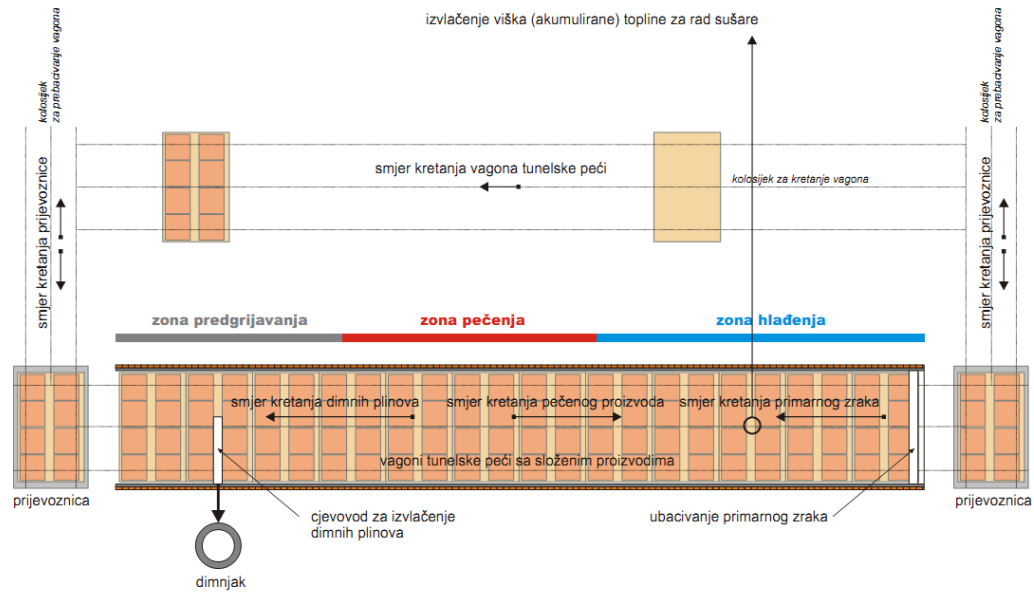 izvlačenje viška (akumulirane) topline za rad sušare
kolosijek
za prebacivanje vagona
kolosijek
za prebacivanje vagona
smjer kretanja prijevoznice
smjer kretanja vagona tunelske peći
kolosijek za kretanje vagona
smjer kretanja prijevoznice
zona predgrijavanja
zona pečenja
zona hlađenja
smjer kretanja dimnih plinova
smjer kretanja pečenog proizvoda
smjer kretanja primarnog zraka
vagoni tunelske peći sa složenim proizvodima
prijevoznica
prijevoznica
cjevovod za izvlačenje
dimnih plinova
ubacivanje primarnog zraka
dimnjak